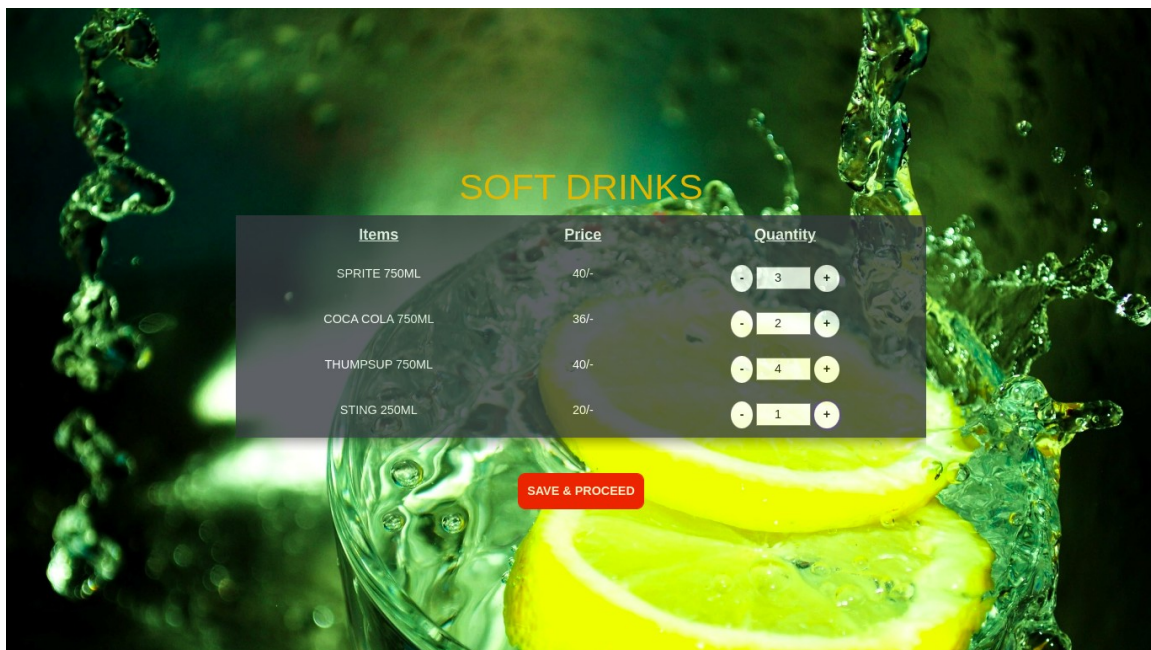 SOFT DRINKS
Items Price Quantity
SPRITE 750ML 40/- - 3 +
COCA COLA 750ML 36/- - 2 +
THUMPSUP 750ML 40/- - 4 +
STING 250ML 20/- - 1 +
SAVE & PROCEED